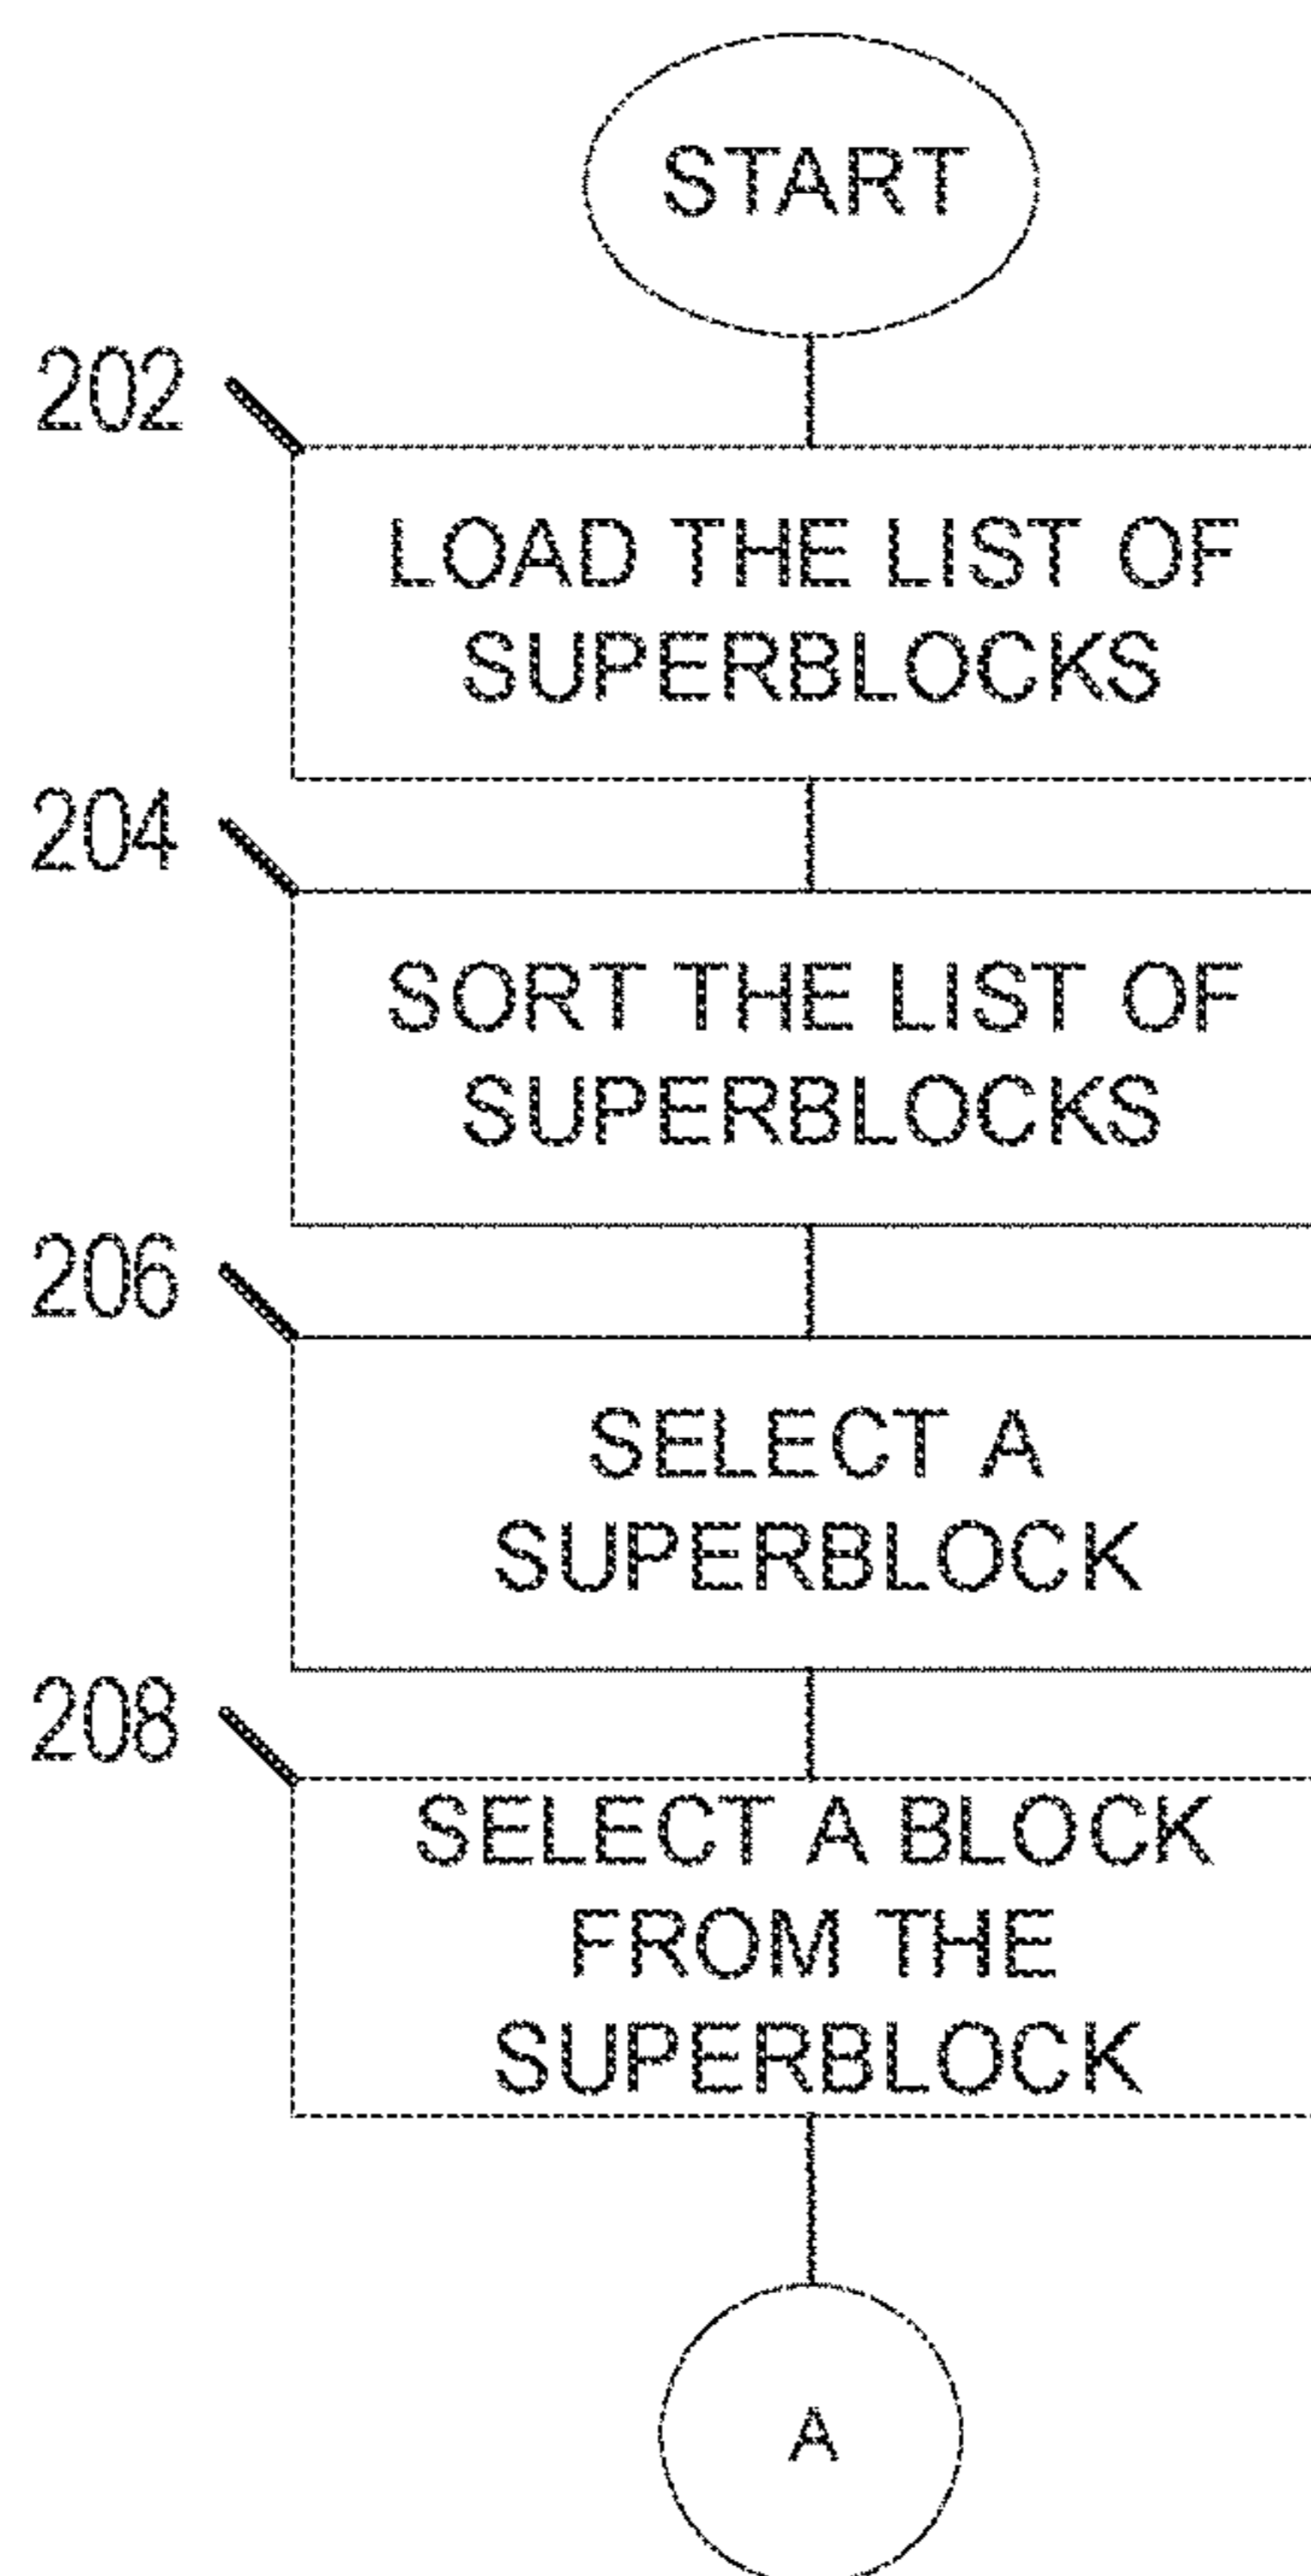 START
202
LOAD THE LIST OF
SUPERBLOCKS
204
SORT THE LIST OF
SUPERBLOCKS
206
SELECT A
SUPERBLOCK
208
SELECT A BLOCK
FROM THE
SUPERBLOCK
A